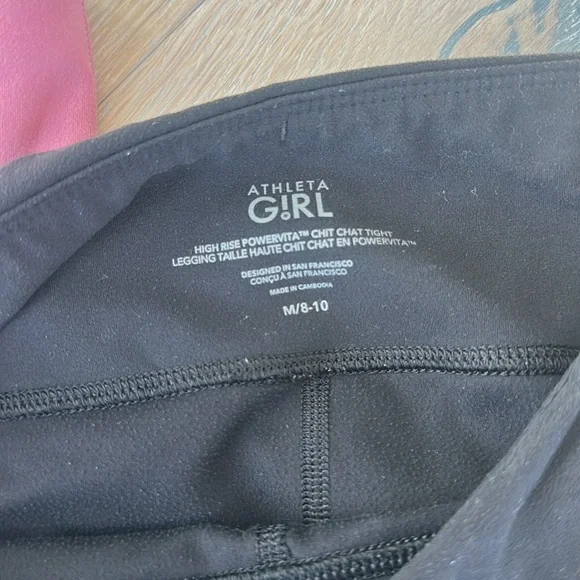 ATHLETA
G!RL
HIGH RISE POWERVITA™ CHIT CHAT TIGHT
LEGGING TAILLE HAUTE CHIT CHAT EN POWERVITA™
DESIGNED IN SAN FRANCISCO
CONÇU À SAN FRANCISCO
MADE IN CAMBODIA
M/8-10